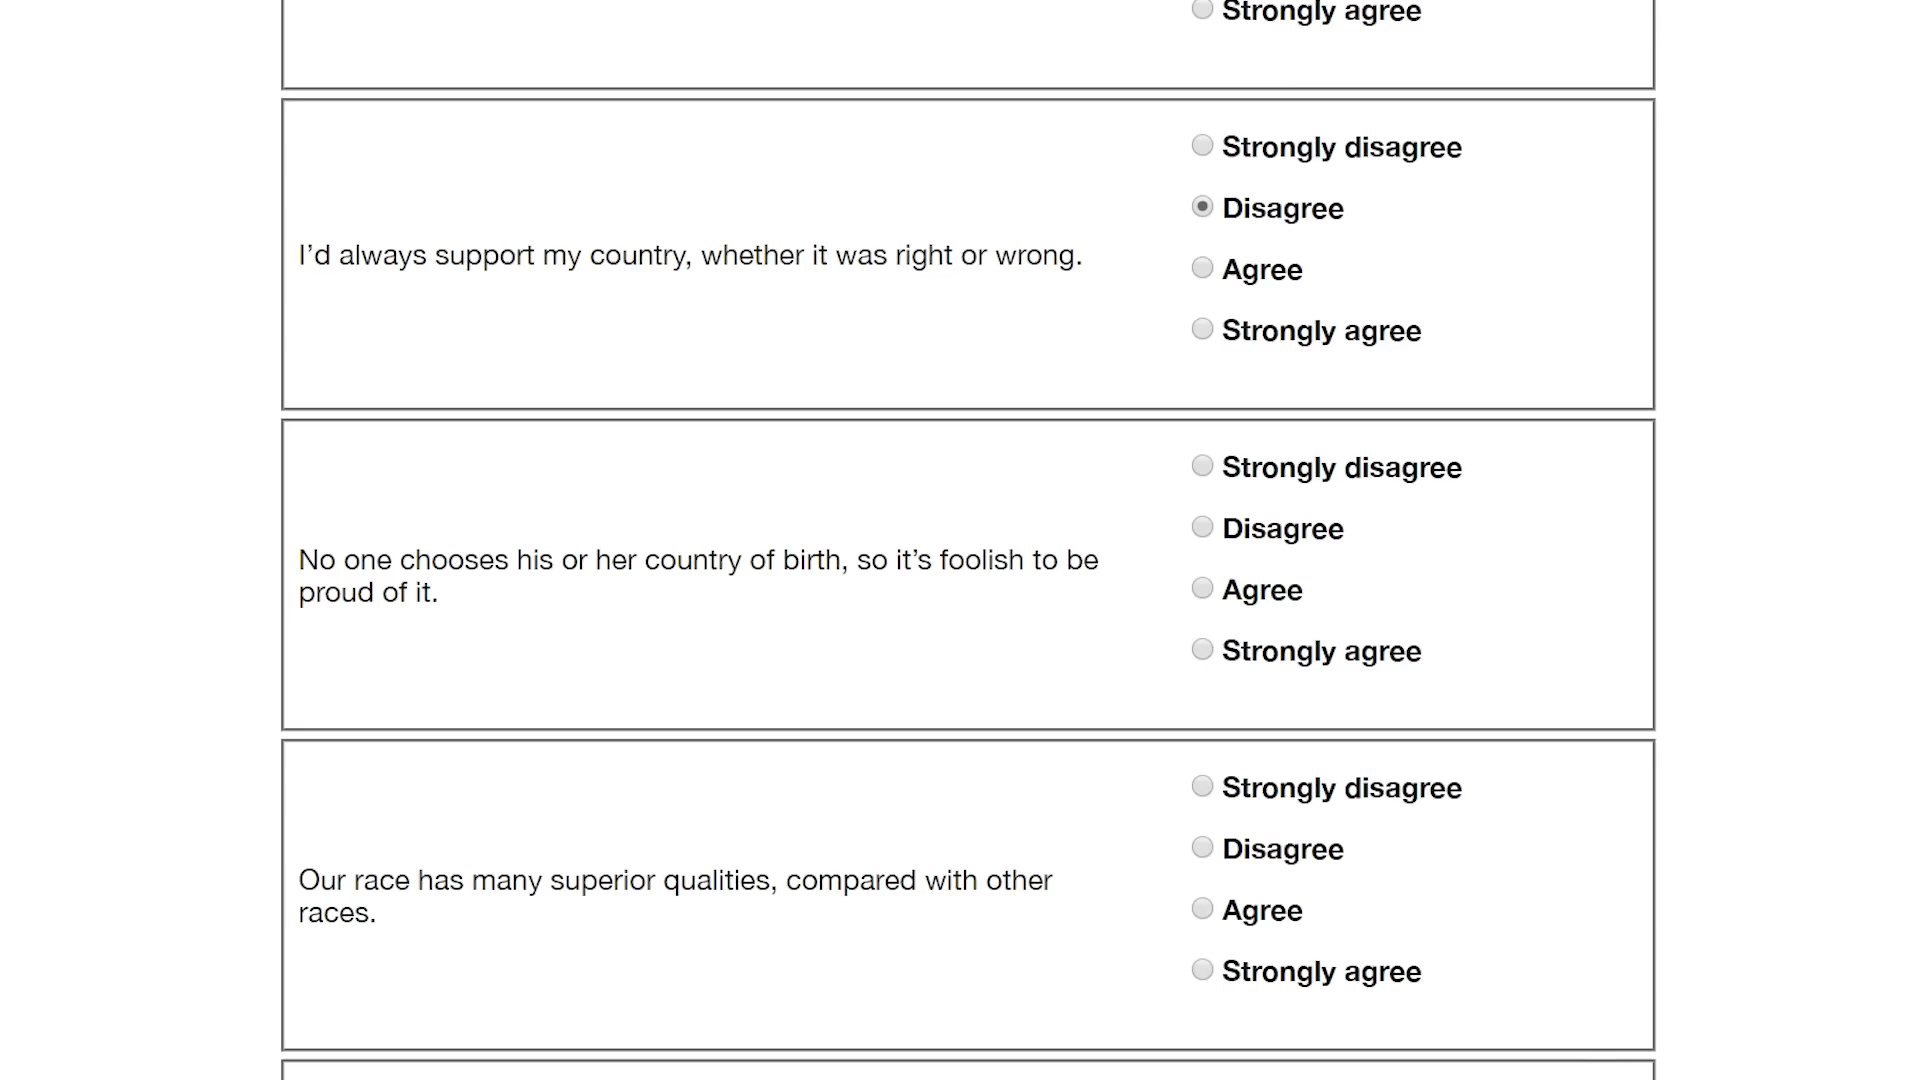 Strongly agree
Strongly disagree
Disagree
I’d always support my country, whether it was right or wrong.
Agree
Strongly agree
Strongly disagree
Disagree
No one chooses his or her country of birth, so it’s foolish to be
proud of it.
Agree
Strongly agree
Strongly disagree
Disagree
Our race has many superior qualities, compared with other
races.
Agree
Strongly agree